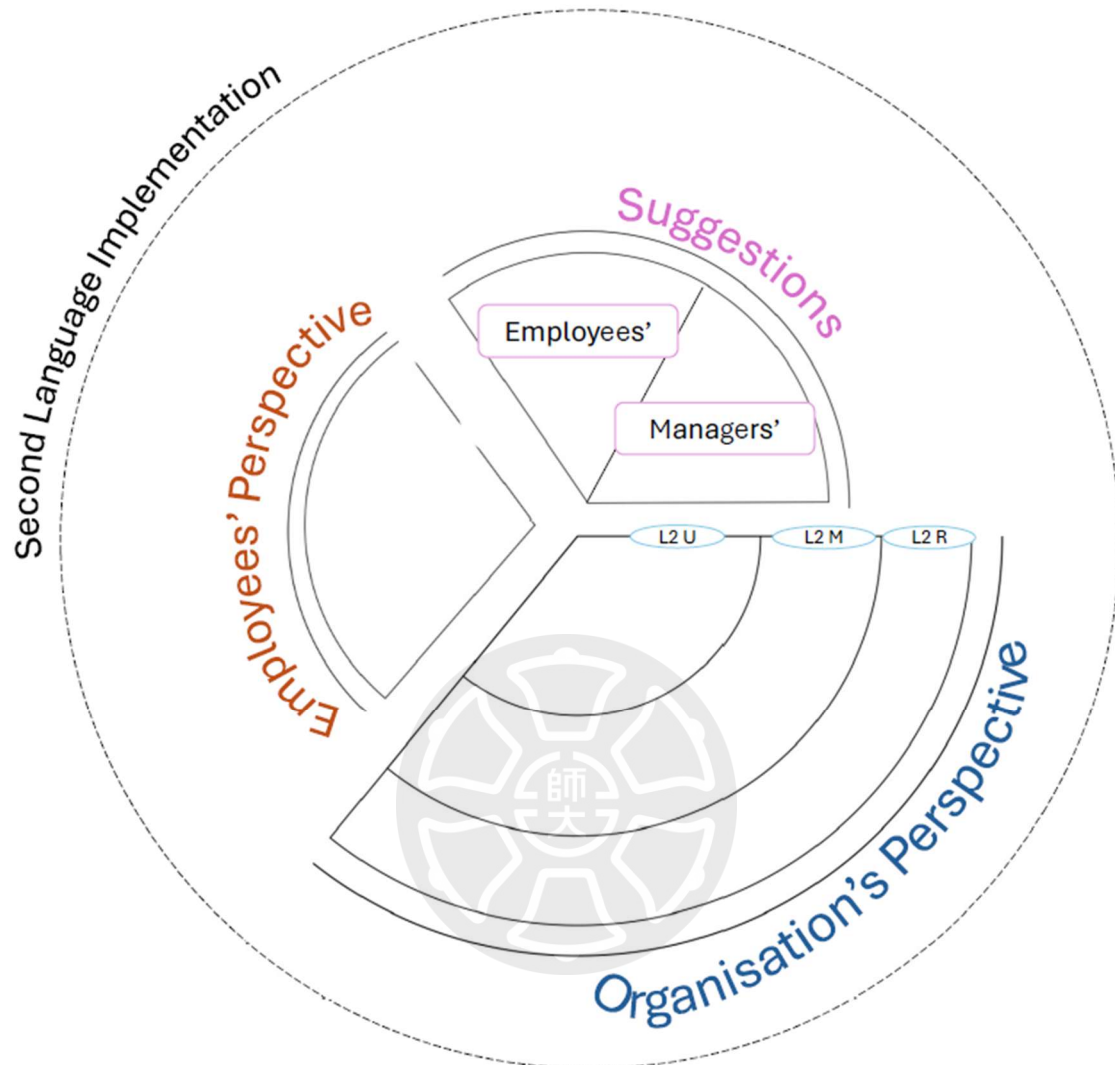 Second Language Implementation
Suggestions
Employees'
Managers'
Employees' Perspective
L2 U
L2 M
L2 R
Organisation's Perspective
師大